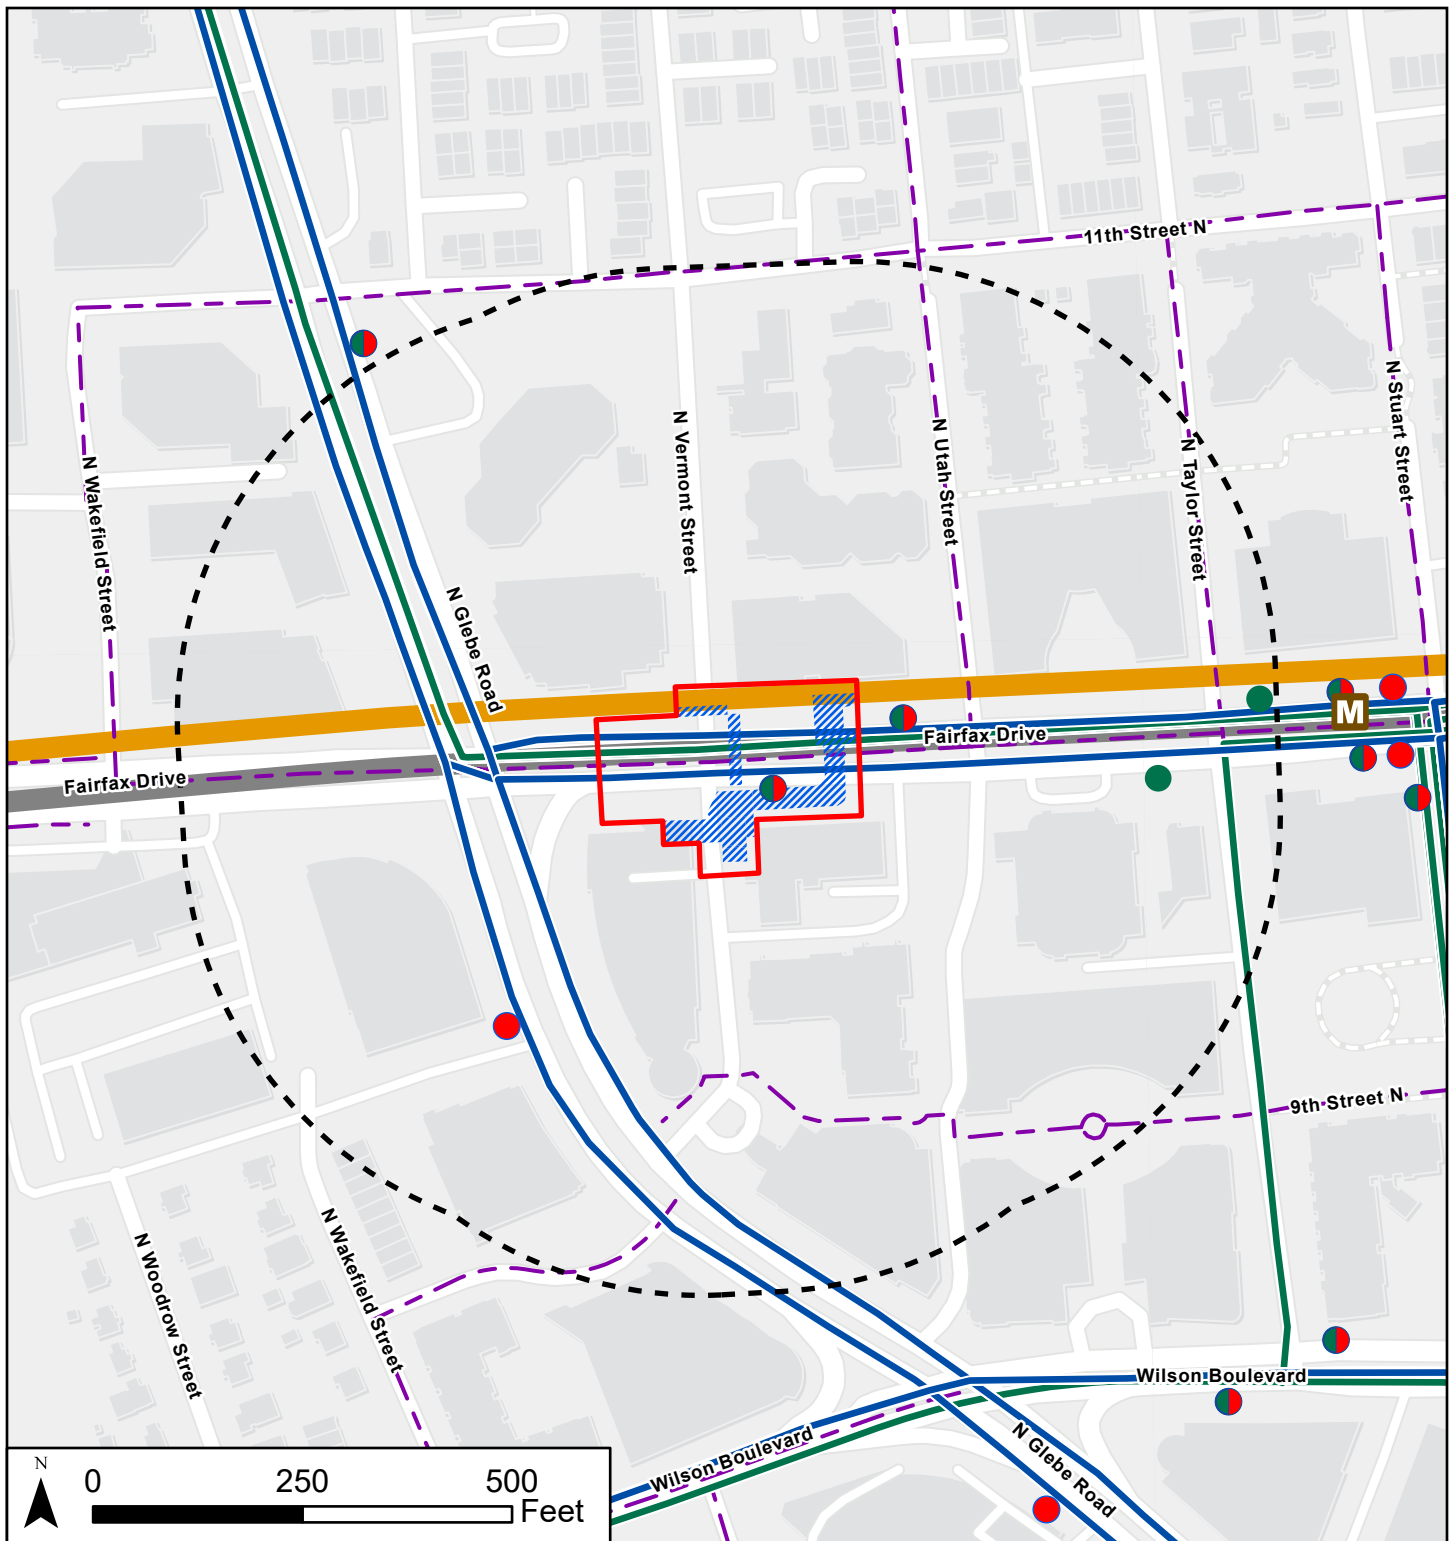 11th Street N
N Stuart Street
N Vermont Street
N Utah Street
N Taylor Street
N Wakefield Street
N Glebe Road
M
Fairfax Drive
Fairfax Drive
9th Street N
N Woodrow Street
N Wakefield Street
Wilson Boulevard
Wilson Boulevard
N Glebe Road
N
0 250 500
Feet